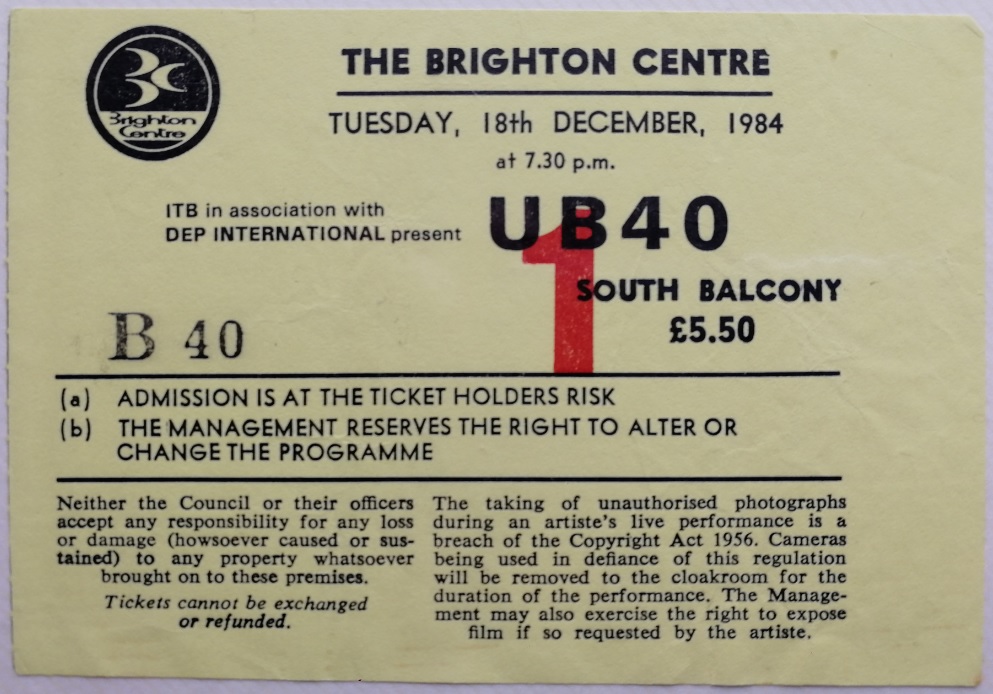 Brighton
Centre
THE BRIGHTON CENTRE
TUESDAY, 18th DECEMBER, 1984
at 7.30 p.m.
ITB in association with
DEP INTERNATIONAL present
UB40
1
SOUTH BALCONY
£5.50
B 40
(a) ADMISSION IS AT THE TICKET HOLDERS RISK
(b) THE MANAGEMENT RESERVES THE RIGHT TO ALTER OR
CHANGE THE PROGRAMME
Neither the Council or their officers
accept any responsibility for any loss
or damage (howsoever caused or sus-
tained) to any property whatsoever
brought on to these premises.
Tickets cannot be exchanged
or refunded.
The taking of unauthorised photographs
during an artiste's live performance is a
breach of the Copyright Act 1956. Cameras
being used in defiance of this regulation
will be removed to the cloakroom for the
duration of the performance. The Manage-
ment may also exercise the right to expose
film if so requested by the artiste.